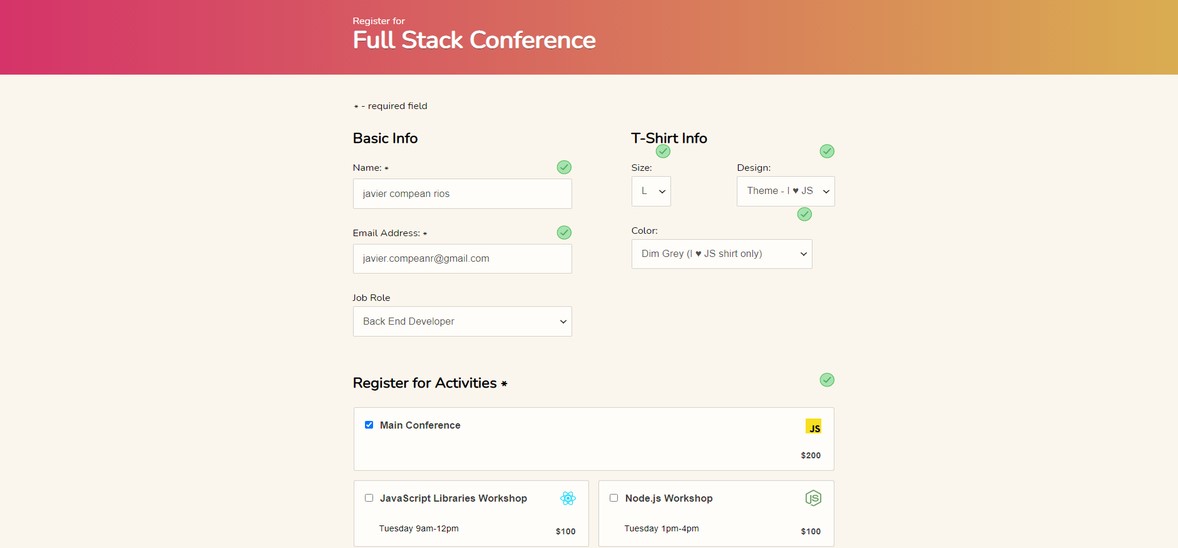 Register for
Full Stack Conference
* - required field
Basic Info
Name: *
javier compean rios
Email Address: *
javier.compeanr@gmail.com
Job Role
Back End Developer
T-Shirt Info
Size:
L
Design:
Theme - I ♥ JS
Color:
Dim Grey (I ♥ JS shirt only)
Register for Activities *
Main Conference
JS
$200
JavaScript Libraries Workshop
Tuesday 9am-12pm
$100
Node.js Workshop
JS
Tuesday 1pm-4pm
$100